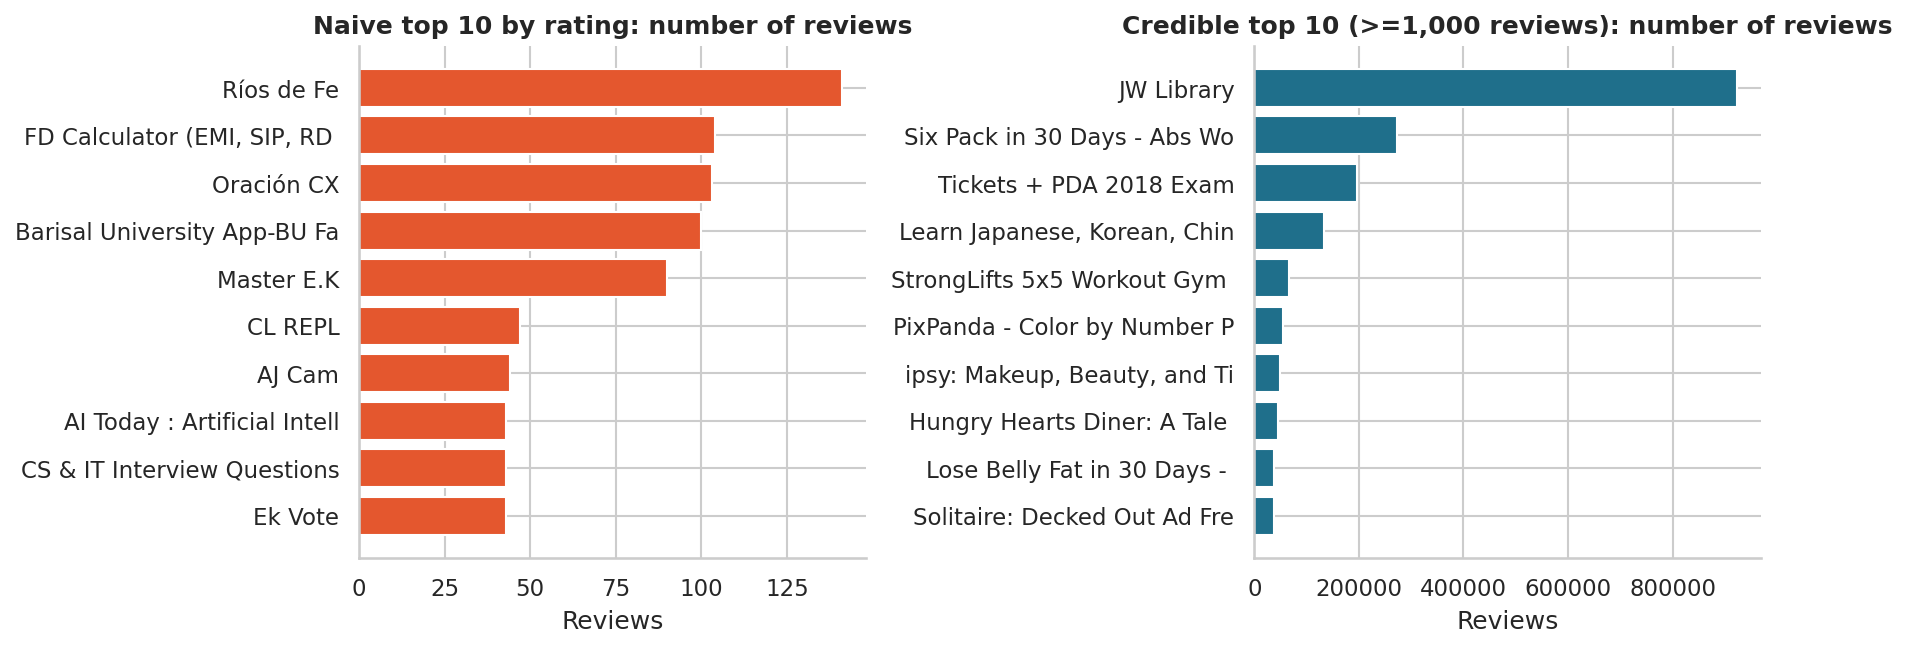 Naive top 10 by rating: number of reviews
Ríos de Fe
FD Calculator (EMI, SIP, RD
Oración CX
Barisal University App-BU Fa
Master E.K
CL REPL
AJ Cam
AI Today : Artificial Intell
CS & IT Interview Questions
Ek Vote
0 25 50 75 100 125
Reviews
Credible top 10 (>=1,000 reviews): number of reviews
JW Library
Six Pack in 30 Days - Abs Wo
Tickets + PDA 2018 Exam
Learn Japanese, Korean, Chin
StrongLifts 5x5 Workout Gym
PixPanda - Color by Number P
ipsy: Makeup, Beauty, and Ti
Hungry Hearts Diner: A Tale
Lose Belly Fat in 30 Days -
Solitaire: Decked Out Ad Fre
0 200000 400000 600000 800000
Reviews